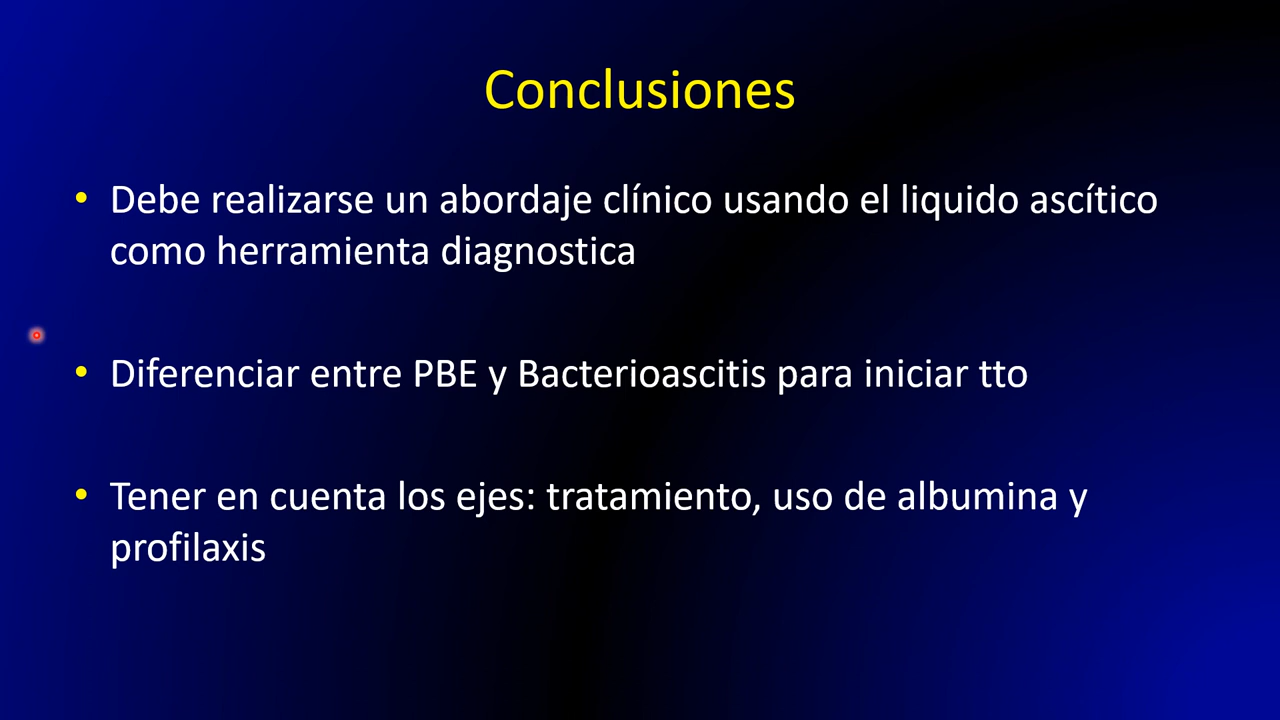 Conclusiones
• Debe realizarse un abordaje clínico usando el liquido ascítico
como herramienta diagnostica
• Diferenciar entre PBE y Bacterioascitis para iniciar tto
• Tener en cuenta los ejes: tratamiento, uso de albumina y
profilaxis